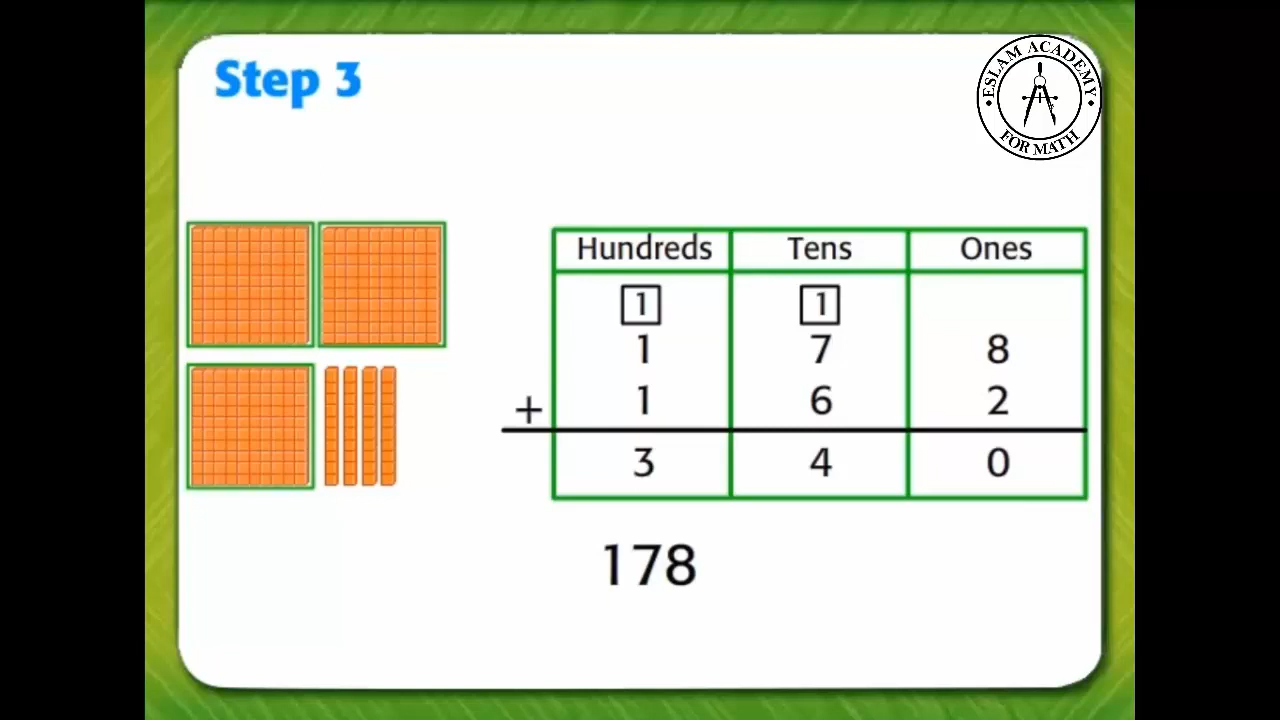 Step 3
ESLAM ACADEMY
FOR MATH
Hundreds Tens Ones
1 1
1 7 8
+ 1 6 2
3 4 0
178